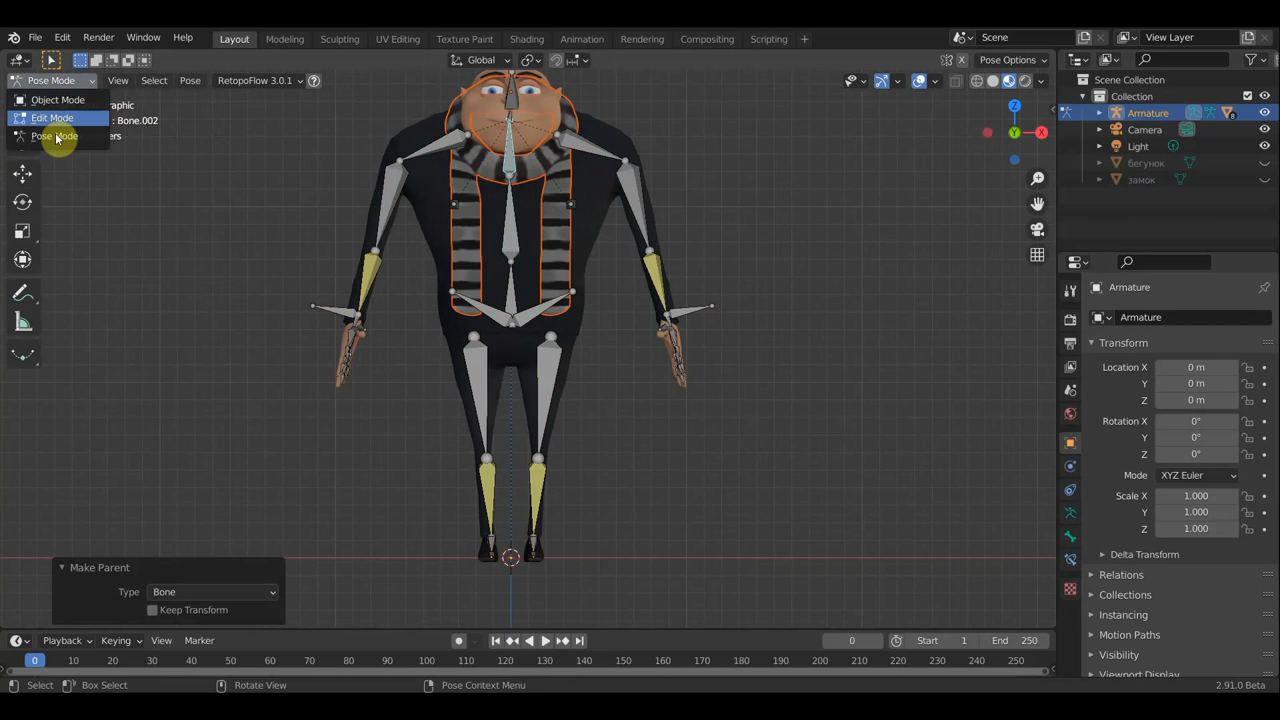 File Edit Render Window Help Layout Modeling Sculpting UV Editing Texture Paint Shading Animation Rendering Compositing Scripting Scene View Layer
Global Pose Options
Pose Mode View Select Pose RetopoFlow 3.0.1
Scene Collection
Collection
Armature
Camera
Light
бегунок
замок
Object Mode
Edit Mode
Pose Mode
: Bone.002
X
Y
Z
Armature
Armature
Transform
Location X 0 m
Y 0 m
Z 0 m
Rotation X 0°
Y 0°
Z 0°
Mode XYZ Euler
Scale X 1.000
Y 1.000
Z 1.000
Delta Transform
Relations
Collections
Instancing
Motion Paths
Visibility
Viewport Display
Make Parent
Type Bone
Keep Transform
Playback Keying View Marker 0 Start 1 End 250
0 10 20 30 40 50 60 70 80 90 100 110 120 130 140 150 160 170 180 190 200 210 220 230 240 250
Select Box Select Rotate View Pose Context Menu 2.91.0 Beta